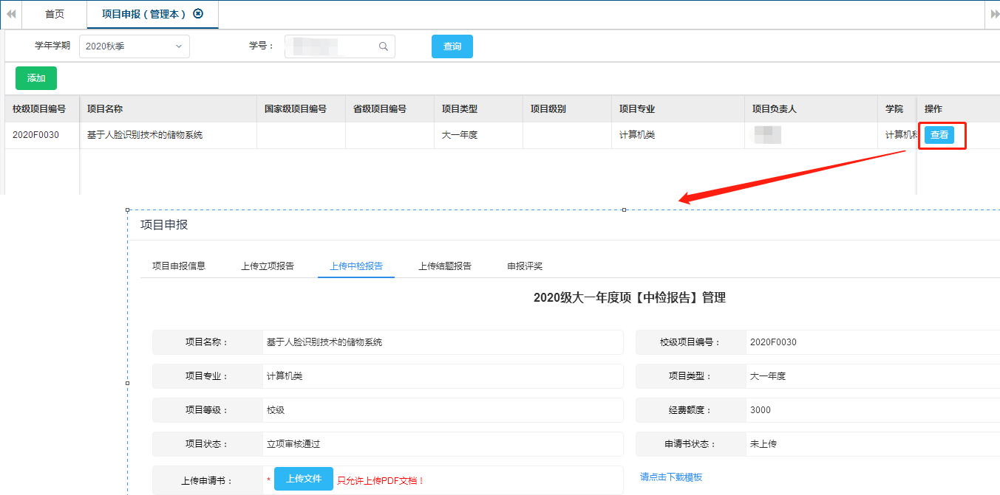 首页 项目申报（管理本）
学年学期 2020秋季 学号： 查询
添加
校级项目编号 项目名称 国家级项目编号 省级项目编号 项目类型 项目级别 项目专业 项目负责人 学院 操作
2020F0030 基于人脸识别技术的储物系统 大一年度 计算机类 计算机科 查看
项目申报
项目申报信息 上传立项报告 上传中检报告 上传结题报告 申报评奖
2020级大一年度项【中检报告】管理
项目名称： 基于人脸识别技术的储物系统 校级项目编号： 2020F0030
项目专业： 计算机类 项目类型： 大一年度
项目等级： 校级 经费额度： 3000
项目状态： 立项审核通过 申请书状态： 未上传
上传申请书： * 上传文件 只允许上传PDF文档！ 请点击下载模板